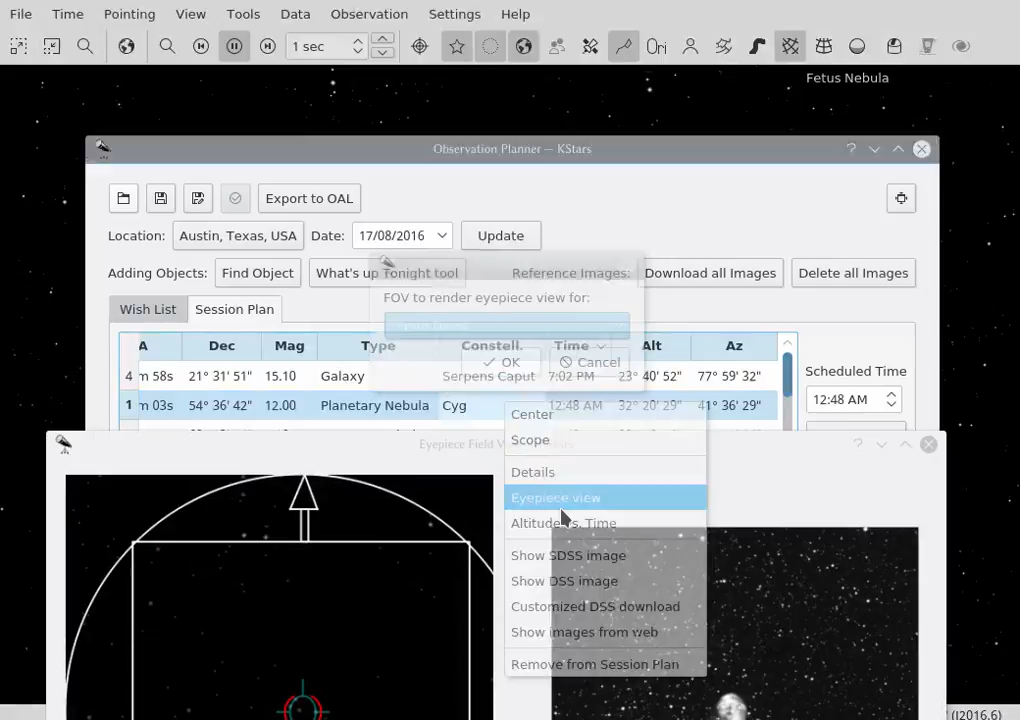 File Time Pointing View Tools Data Observation Settings Help
1 sec
Fetus Nebula
Observation Planner — KStars
Export to OAL
Location: Austin, Texas, USA Date: 17/08/2016 Update
Adding Objects: Find Object What's up Tonight tool Reference Images: Download all Images Delete all Images
FOV to render eyepiece view for:
Wish List Session Plan
A Dec Mag Type Constell. Time Alt Az
OK Cancel
4 m 58s 21° 31' 51" 15.10 Galaxy Serpens Caput 7:02 PM 23° 40' 52" 77° 59' 32"
Scheduled Time
1 m 03s 54° 36' 42" 12.00 Planetary Nebula Cyg 12:48 AM 32° 20' 29" 41° 36' 29"
12:48 AM
Eyepiece Field
Center
Scope
Details
Eyepiece view
Altitude vs. Time
Show SDSS image
Show DSS image
Customized DSS download
Show images from web
Remove from Session Plan
(J2016.6)